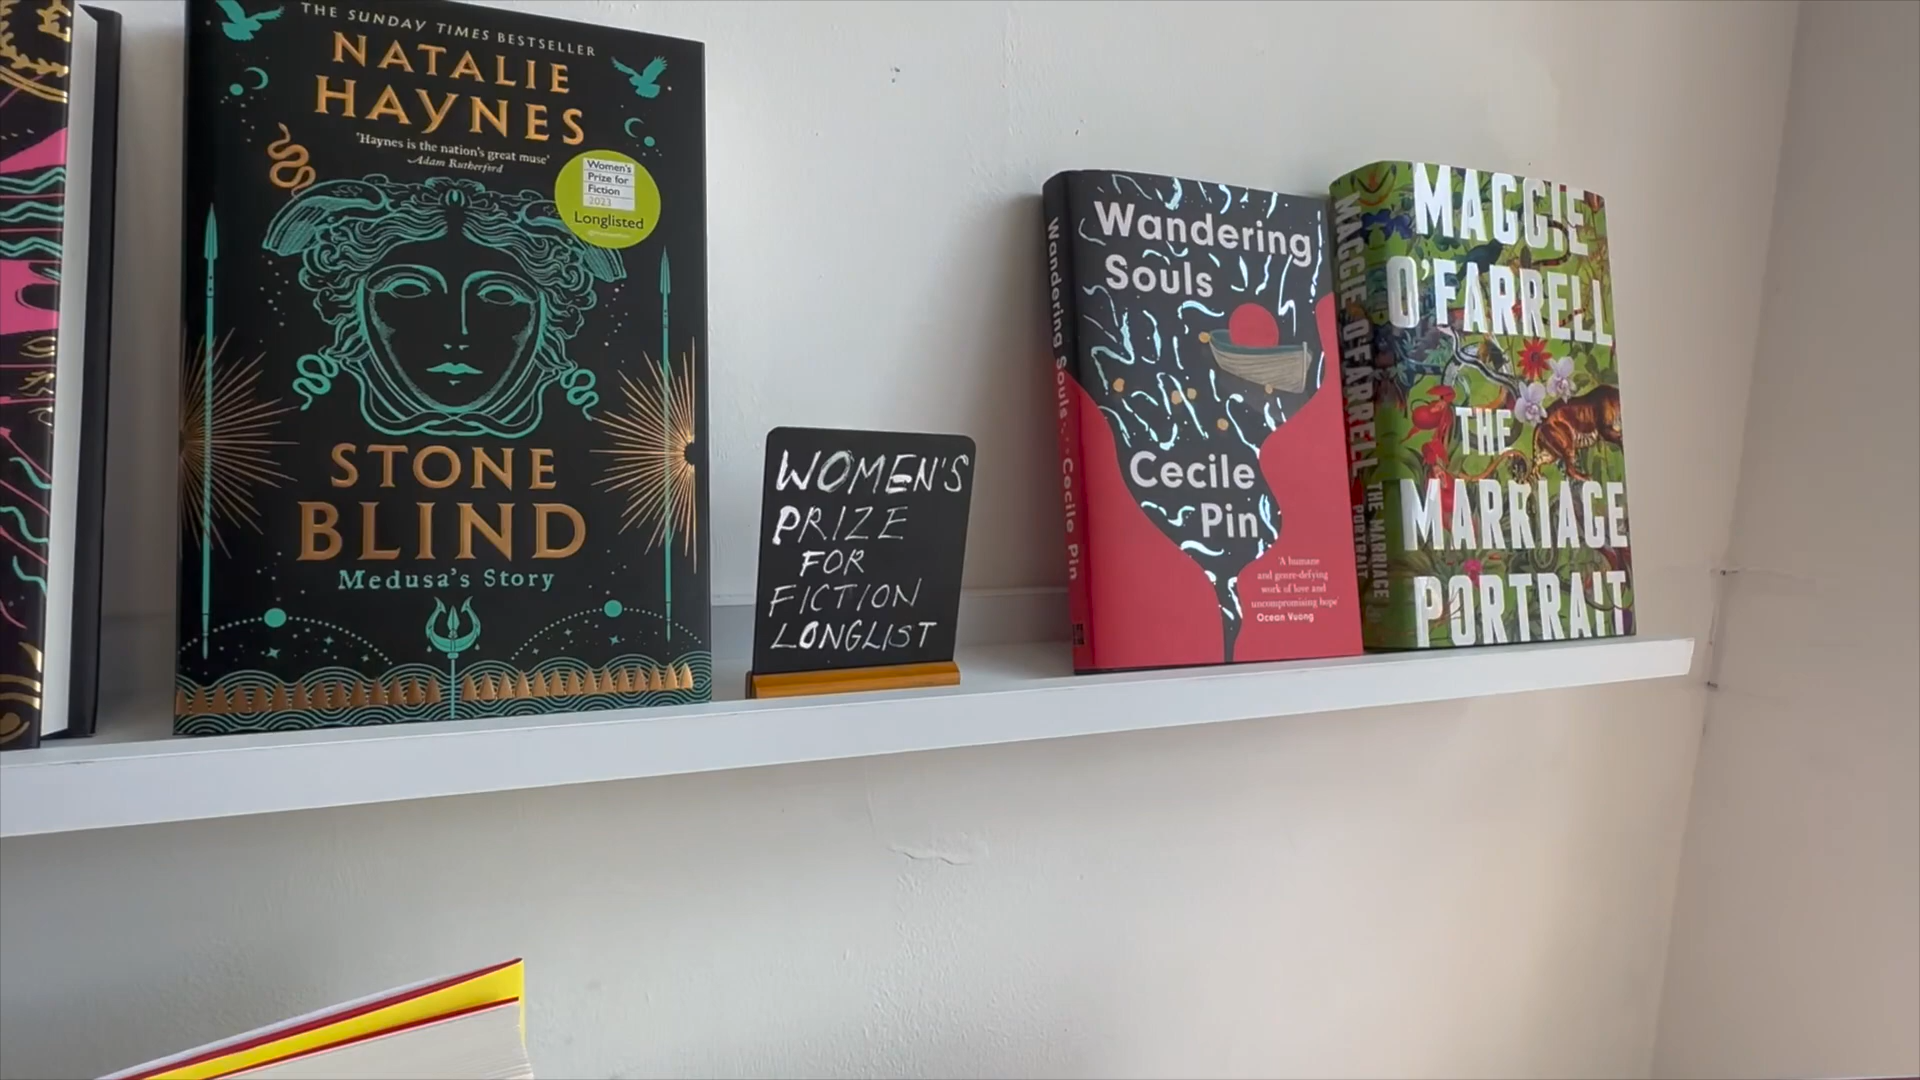 THE SUNDAY TIMES BESTSELLER
NATALIE
HAYNES
'Haynes is the nation's great muse'
Adam Rutherford
Women's
Prize for
Fiction
2023
Longlisted
STONE
BLIND
Medusa's Story
WOMEN'S
PRIZE
FOR
FICTION
LONGLIST
Wandering Souls
Cecile Pin
Wandering
Souls
Cecile
Pin
'A humane
and genre-defying
work of love and
uncompromising hope'
Ocean Vuong
MAGGIE O'FARRELL
THE MARRIAGE
PORTRAIT
MAGGIE
O'FARRELL
THE
MARRIAGE
PORTRAIT